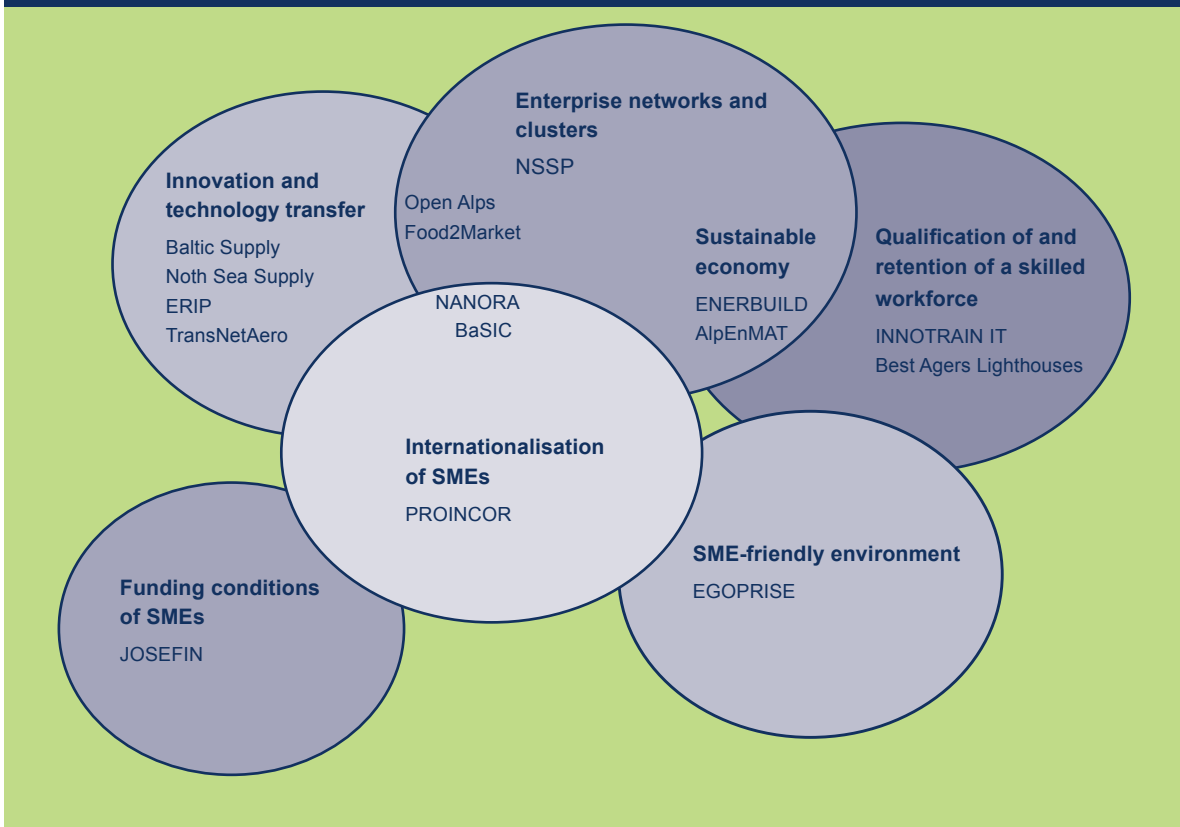 Enterprise networks and
clusters
NSSP
Innovation and
technology transfer
Baltic Supply
Noth Sea Supply
ERIP
TransNetAero
Open Alps
Food2Market
Sustainable
economy
ENERBUILD
AlpEnMAT
Qualification of and
retention of a skilled
workforce
INNOTRAIN IT
Best Agers Lighthouses
NANORA
BaSIC
Internationalisation
of SMEs
PROINCOR
SME-friendly environment
EGOPRISE
Funding conditions
of SMEs
JOSEFIN